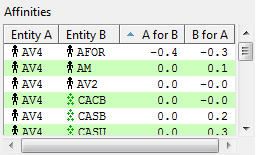 Affinities
Entity A Entity B A for B B for A
AV4 AFOR -0.4 -0.3
AV4 AM 0.0 0.1
AV4 AV2 0.0 -0.0
AV4 CACB 0.0 -0.0
AV4 CASB 0.0 0.2
AV4 CASU 0.0 0.3